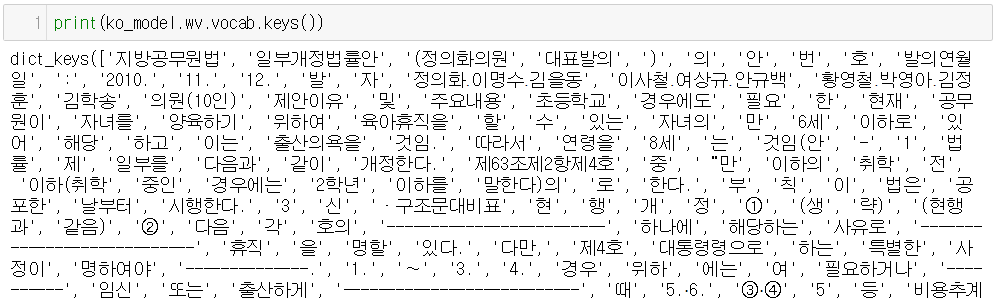 1 print(ko_model.wv.vocab.keys())
dict_keys(['지방공무원법', '일부개정법률안', '(정의화의원', '대표발의', ')', '의', '안', '번', '호', '발의연월
일', ':', '2010.', '11.', '12.', '발', '자', '정의화.이명수.김을동', '이사철.여상규.안규백', '황영철.박영아.김정
훈', '김학송', '의원(10인)', '제안이유', '및', '주요내용', '초등학교', '경우에도', '필요', '한', '현재', '공무
원이', '자녀를', '양육하기', '위하여', '육아휴직을', '할', '수', '있는', '자녀의', '만', '6세', '이하로', '있
어', '해당', '하고', '이는', '출산의욕을', '것임.', '따라서', '연령을', '8세', '는', '것임(안', '-', '1', '법
률', '제', '일부를', '다음과', '같이', '개정한다.', '제63조제2항제4호', '중', '“만', '이하의', '취학', '전',
'이하(취학', '중인', '경우에는', '2학년', '이하를', '말한다)의', '로', '한다.', '부', '칙', '이', '법은', '공
포한', '날부터', '시행한다.', '3', '신', '·구조문대비표', '현', '행', '개', '정', '①', '(생', '략)', '(현행
과', '같음)', '②', '다음', '각', '호의', '-------------------------', '하나에', '해당하는', '사유로', '--------
--------------------', '휴직', '을', '명할', '있다.', '다만,', '제4호', '대통령령으로', '하는', '특별한', '사
정이', '명하여야', '--------------.', '1.', '～', '3.', '4.', '경우', '위하', '에는', '여', '필요하거나', '----
------', '임신', '또는', '출산하게', '---------------------------', '때', '5.·6.', '③·④', '5', '등', '비용추계